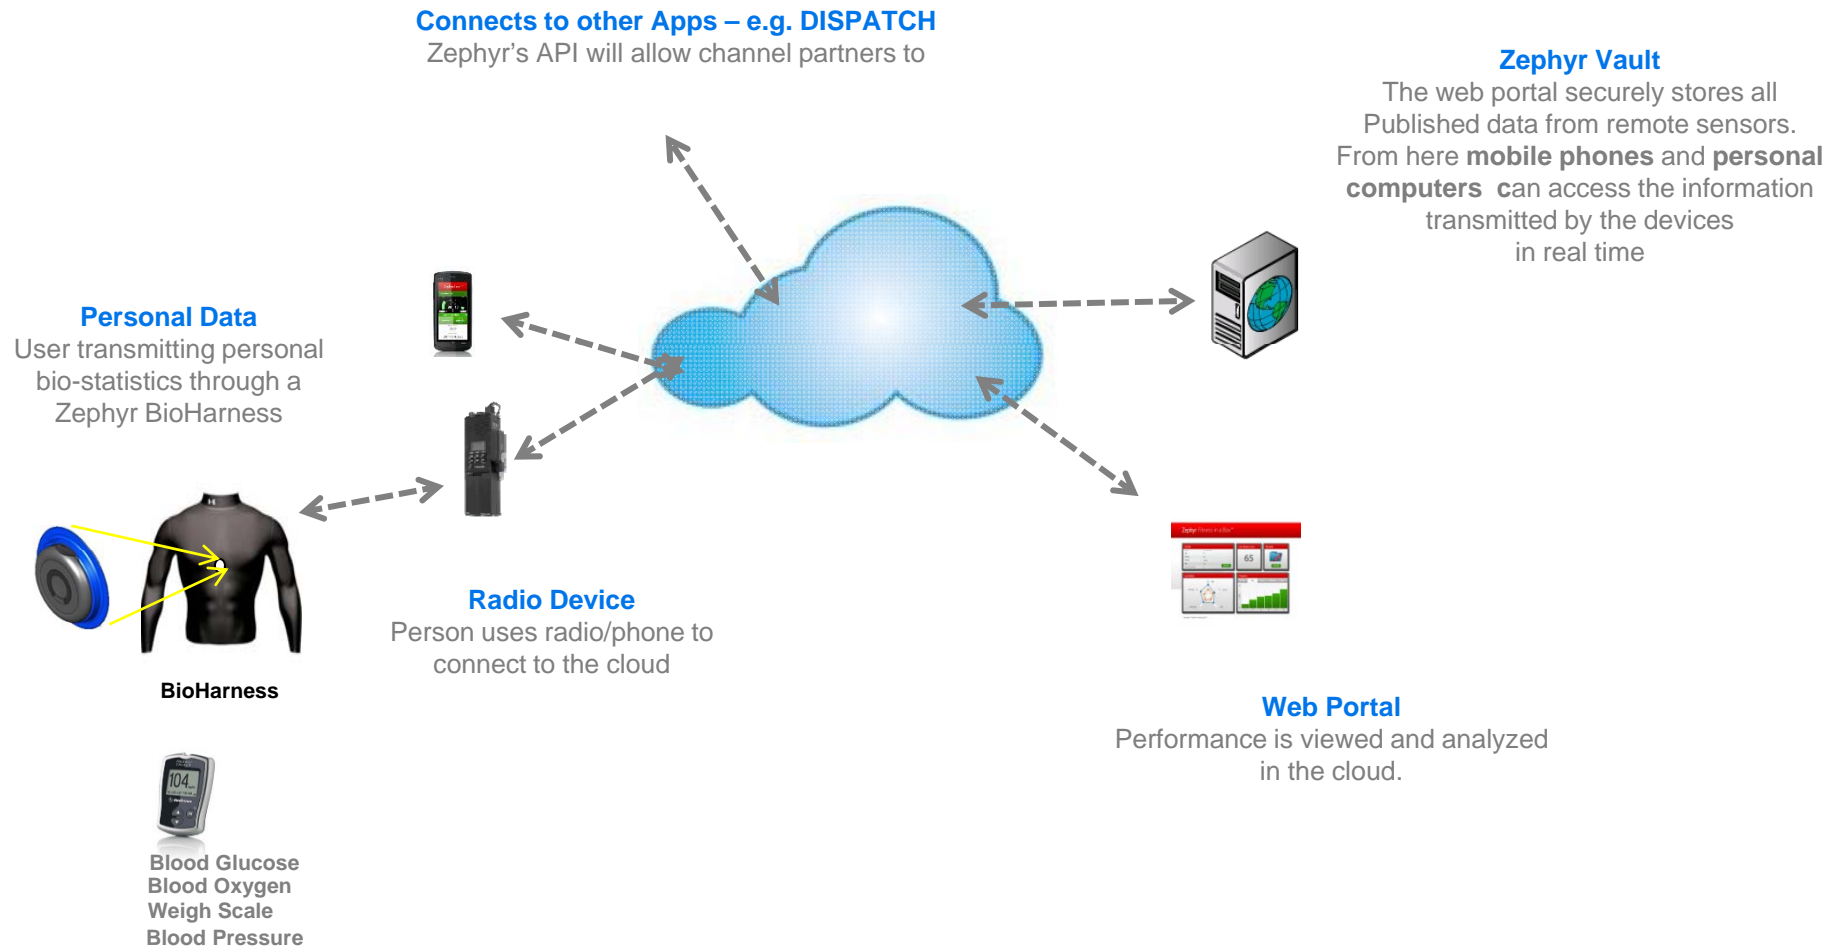 Connects to other Apps – e.g. DISPATCH
Zephyr's API will allow channel partners to
Zephyr Vault
The web portal securely stores all
Published data from remote sensors.
From here mobile phones and personal
computers  can access the information
transmitted by the devices
in real time
Personal Data
User transmitting personal
bio-statistics through a
Zephyr BioHarness
Radio Device
Person uses radio/phone to
connect to the cloud
BioHarness
65
Web Portal
Performance is viewed and analyzed
in the cloud.
104
Blood Glucose
Blood Oxygen
Weigh Scale
Blood Pressure